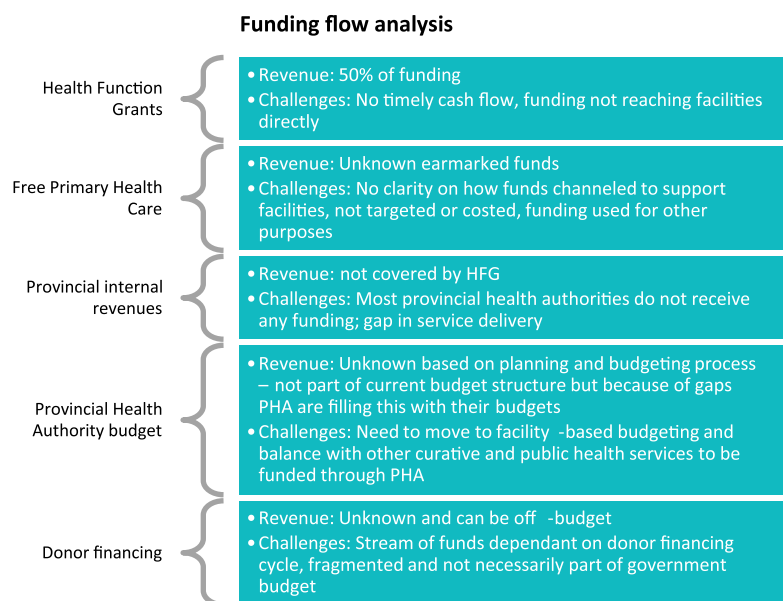 Funding flow analysis
Health Function
Grants
• Revenue: 50% of funding
• Challenges: No timely cash flow, funding not reaching facilities
directly
Free Primary Health
Care
• Revenue: Unknown earmarked funds
• Challenges: No clarity on how funds channeled to support
facilities, not targeted or costed, funding used for other
purposes
Provincial internal
revenues
• Revenue: not covered by HFG
• Challenges: Most provincial health authorities do not receive
any funding; gap in service delivery
Provincial Health
Authority budget
• Revenue: Unknown based on planning and budgeting process
– not part of current budget structure but because of gaps
PHA are filling this with their budgets
• Challenges: Need to move to facility -based budgeting and
balance with other curative and public health services to be
funded through PHA
Donor financing
• Revenue: Unknown and can be off -budget
• Challenges: Stream of funds dependant on donor financing
cycle, fragmented and not necessarily part of government
budget